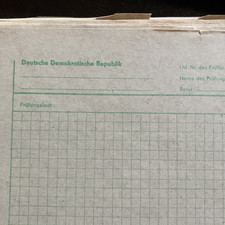 Deutsche Demokratische Republik
Lfd. Nr. des Prüflings
Name des Prüflings
Beruf
Prüfungsfach: